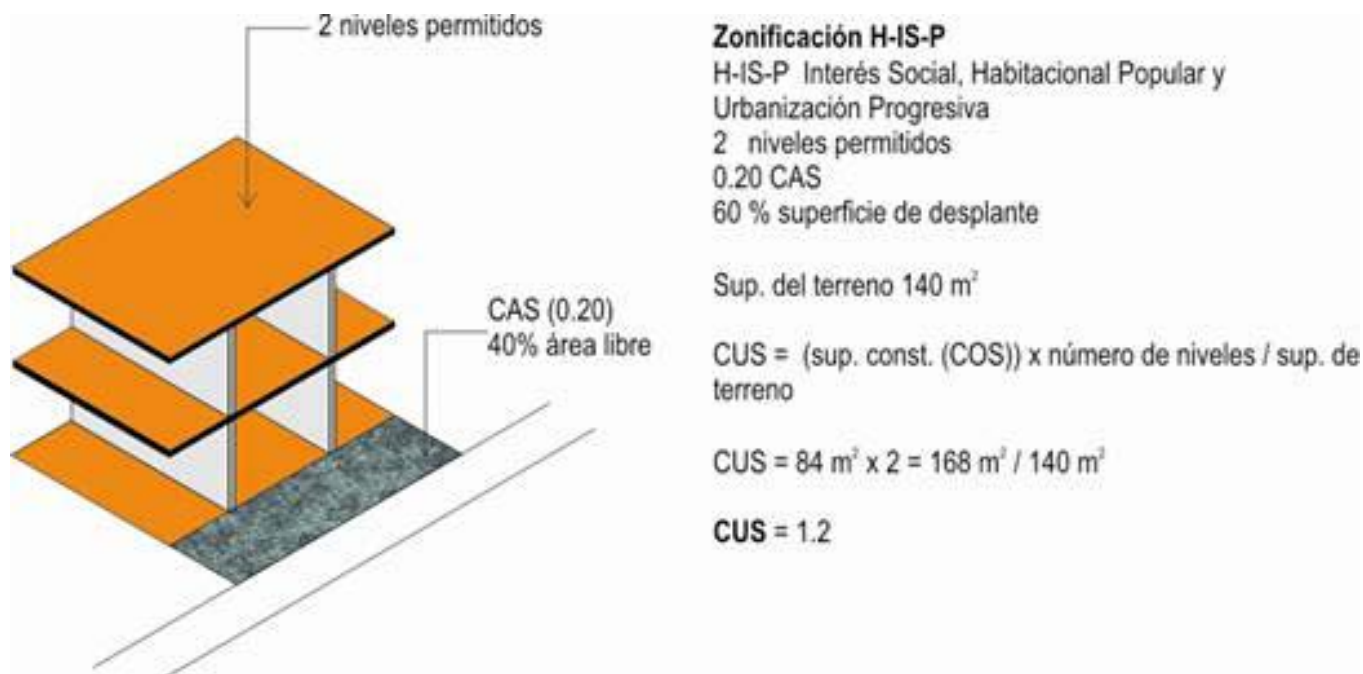 2 niveles permitidos
CAS (0.20)
40% área libre
Zonificación H-IS-P
H-IS-P Interés Social, Habitacional Popular y
Urbanización Progresiva
2 niveles permitidos
0.20 CAS
60 % superficie de desplante
Sup. del terreno 140 m²
CUS = (sup. const. (COS)) x número de niveles / sup. de
terreno
CUS = 84 m² x 2 = 168 m² / 140 m²
CUS = 1.2